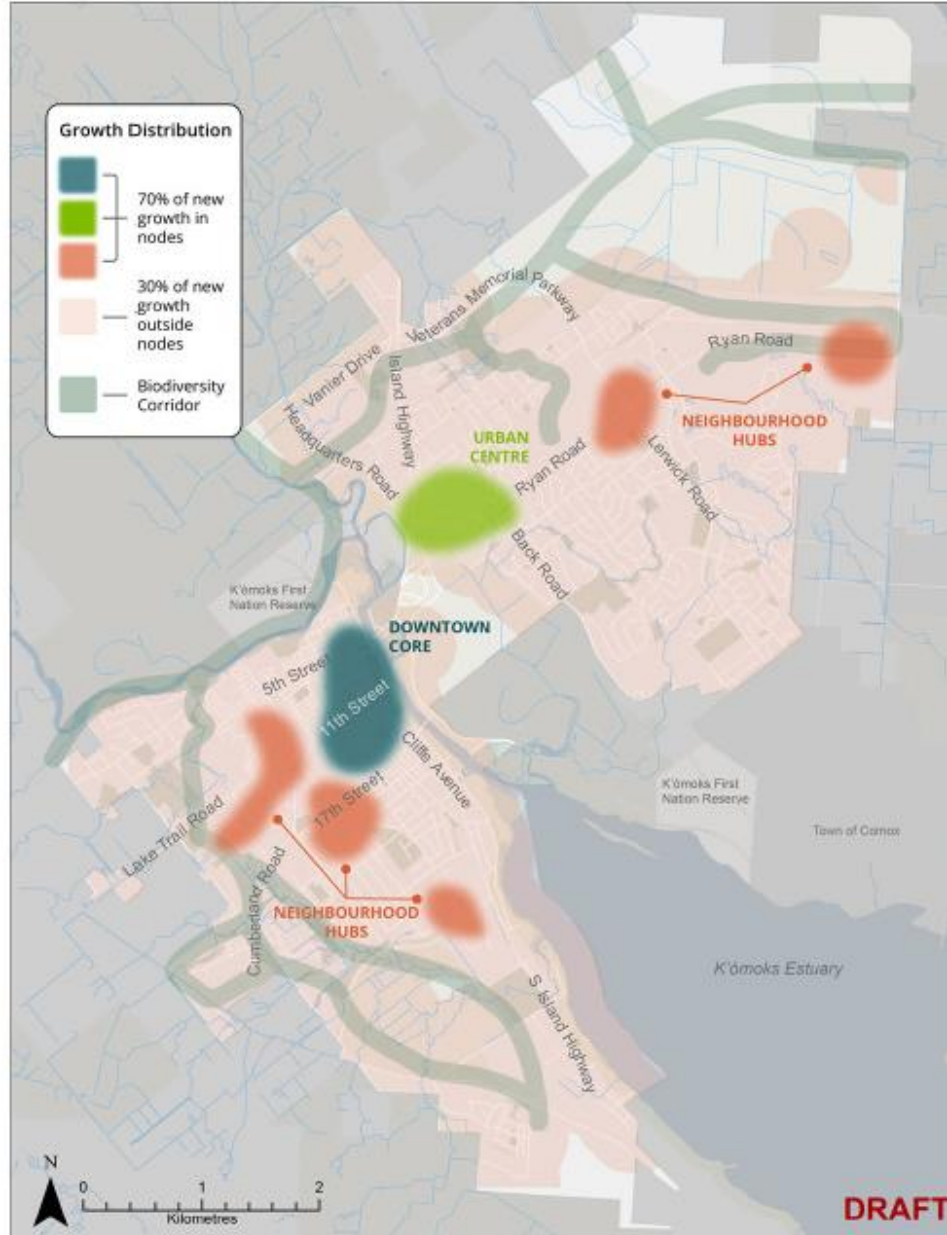 Growth Distribution
70% of new
growth in
nodes
30% of new
growth
outside
nodes
Biodiversity
Corridor
Veterans Memorial Parkway
Vanier Drive
Island Highway
Headquarters Road
Ryan Road
NEIGHBOURHOOD
HUBS
URBAN
CENTRE
Ryan Road
Lerwick Road
Back Road
K'ómoks First
Nation Reserve
DOWNTOWN
CORE
5th Street
11th Street
Cliffe Avenue
17th Street
Lake Trail Road
Cumberland Road
NEIGHBOURHOOD
HUBS
K'ómoks First
Nation Reserve
Town of Comox
K'ómoks Estuary
S Island Highway
N
0 1 2
Kilometres
DRAFT